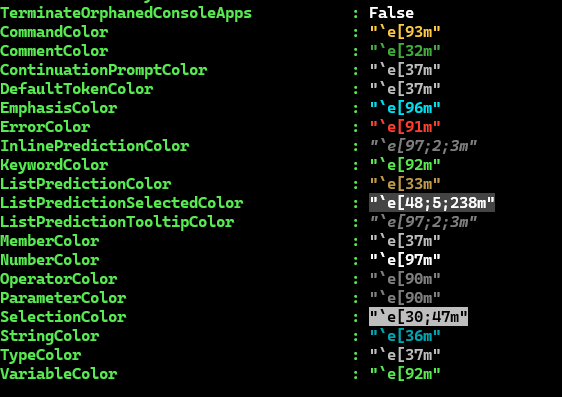 TerminateOrphanedConsoleApps : False
CommandColor : "`e[93m"
CommentColor : "`e[32m"
ContinuationPromptColor : "`e[37m"
DefaultTokenColor : "`e[37m"
EmphasisColor : "`e[96m"
ErrorColor : "`e[91m"
InlinePredictionColor : "`e[97;2;3m"
KeywordColor : "`e[92m"
ListPredictionColor : "`e[33m"
ListPredictionSelectedColor : "`e[48;5;238m"
ListPredictionTooltipColor : "`e[97;2;3m"
MemberColor : "`e[37m"
NumberColor : "`e[97m"
OperatorColor : "`e[90m"
ParameterColor : "`e[90m"
SelectionColor : "`e[30;47m"
StringColor : "`e[36m"
TypeColor : "`e[37m"
VariableColor : "`e[92m"